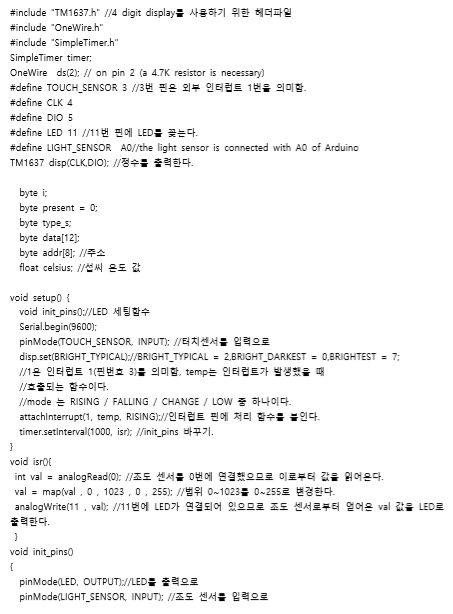 #include "TM1637.h" //4 digit display를 사용하기 위한 헤더파일
#include "OneWire.h"
#include "SimpleTimer.h"
SimpleTimer timer;
OneWire ds(2); // on pin 2 (a 4.7K resistor is necessary)
#define TOUCH_SENSOR 3 //3번 핀은 외부 인터럽트 1번을 의미함.
#define CLK 4
#define DIO 5
#define LED 11 //11번 핀에 LED를 꽂는다.
#define LIGHT_SENSOR A0//the light sensor is connected with A0 of Arduino
TM1637 disp(CLK,DIO); //정수를 출력한다.
byte i;
byte present = 0;
byte type_s;
byte data[12];
byte addr[8]; //주소
float celsius; //섭씨 온도 값
void setup() {
void init_pins();//LED 세팅함수
Serial.begin(9600);
pinMode(TOUCH_SENSOR, INPUT); //터치센서를 입력으로
disp.set(BRIGHT_TYPICAL);//BRIGHT_TYPICAL = 2,BRIGHT_DARKEST = 0,BRIGHTEST = 7;
//1은 인터럽트 1(핀번호 3)를 의미함, temp는 인터럽트가 발생했을 때
//호출되는 함수이다.
//mode 는 RISING / FALLING / CHANGE / LOW 중 하나이다.
attachInterrupt(1, temp, RISING);//인터럽트 핀에 처리 함수를 붙인다.
timer.setInterval(1000, isr); //init_pins 바꾸기.
}
void isr(){
int val = analogRead(0); //조도 센서를 0번에 연결했으므로 이로부터 값을 읽어온다.
val = map(val , 0 , 1023 , 0 , 255); //범위 0~1023를 0~255로 변경한다.
analogWrite(11 , val); //11번에 LED가 연결되어 있으므로 조도 센서로부터 얻어온 val 값을 LED로
출력한다.
}
void init_pins()
{
pinMode(LED, OUTPUT);//LED를 출력으로
pinMode(LIGHT_SENSOR, INPUT); //조도 센서를 입력으로